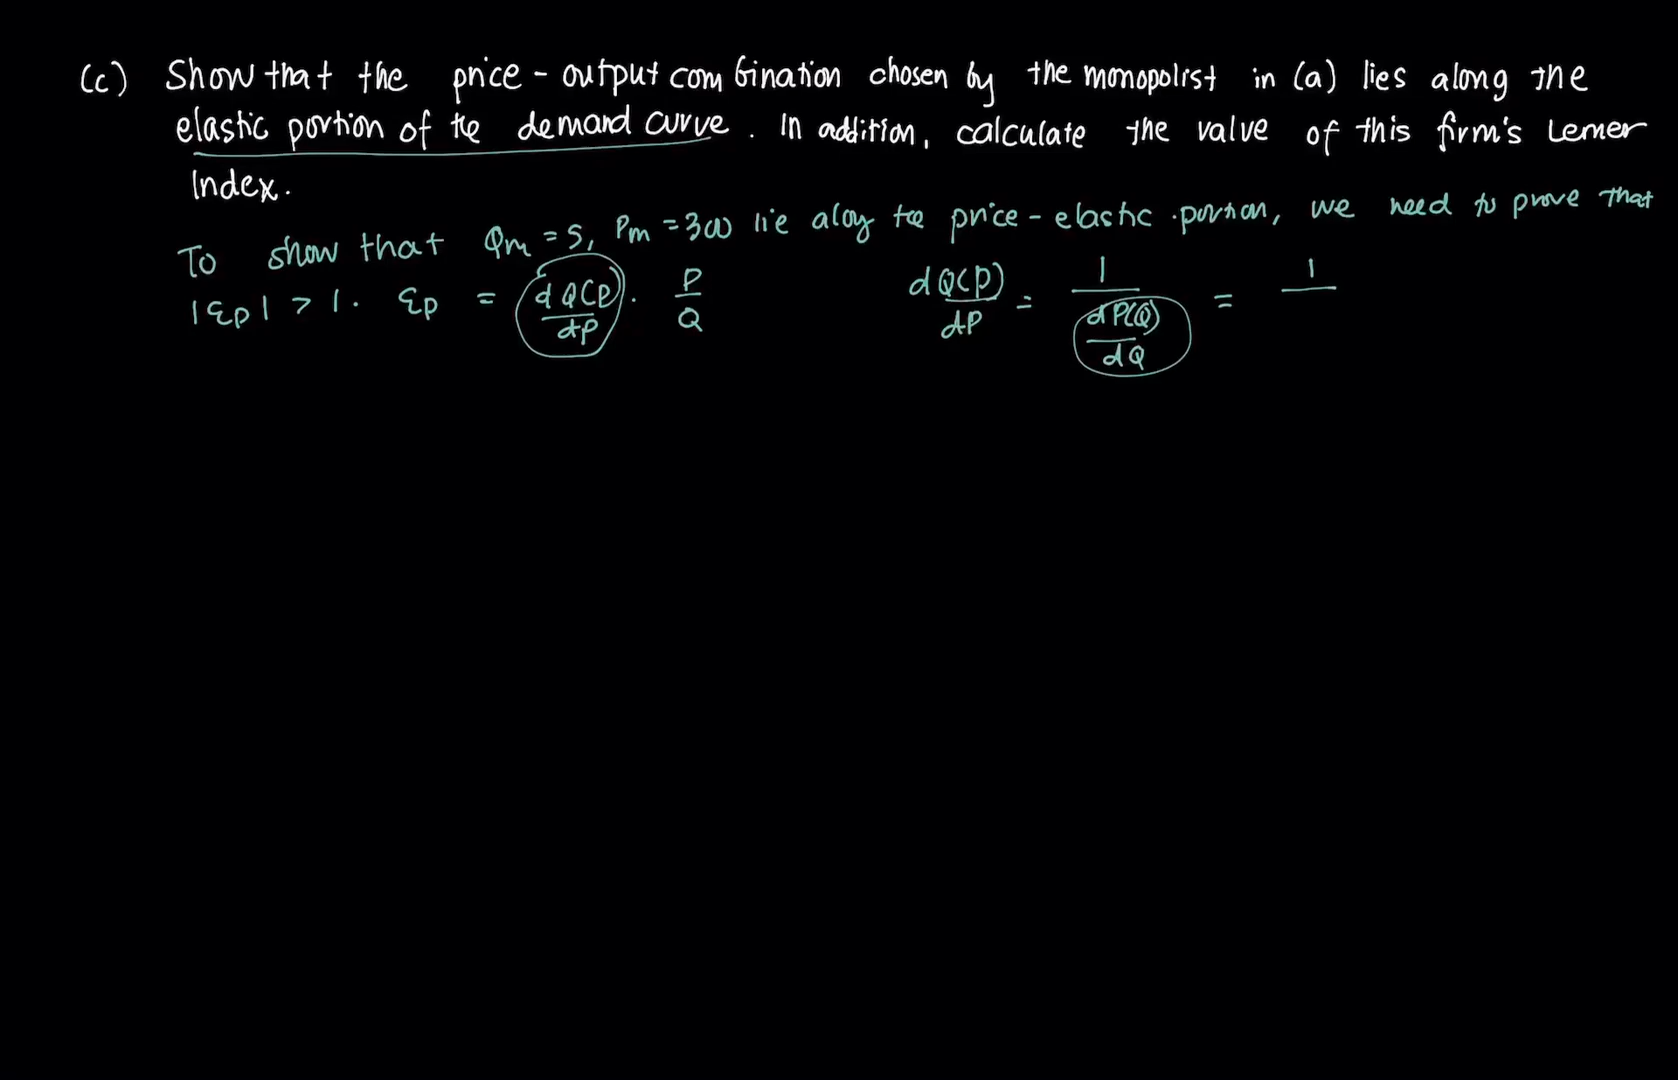 (c) Show that the price - output combination chosen by the monopolist in (a) lies along the
elastic portion of the demand curve. In addition, calculate the value of this firm's Lerner
Index.
To show that Qm = 5, Pm = 300 lie along the price - elastic portion, we need to prove that
|εp| > 1. εp = dQ(P)/dP · P/Q dQ(P)/dP = 1/(dP(Q)/dQ) = 1/